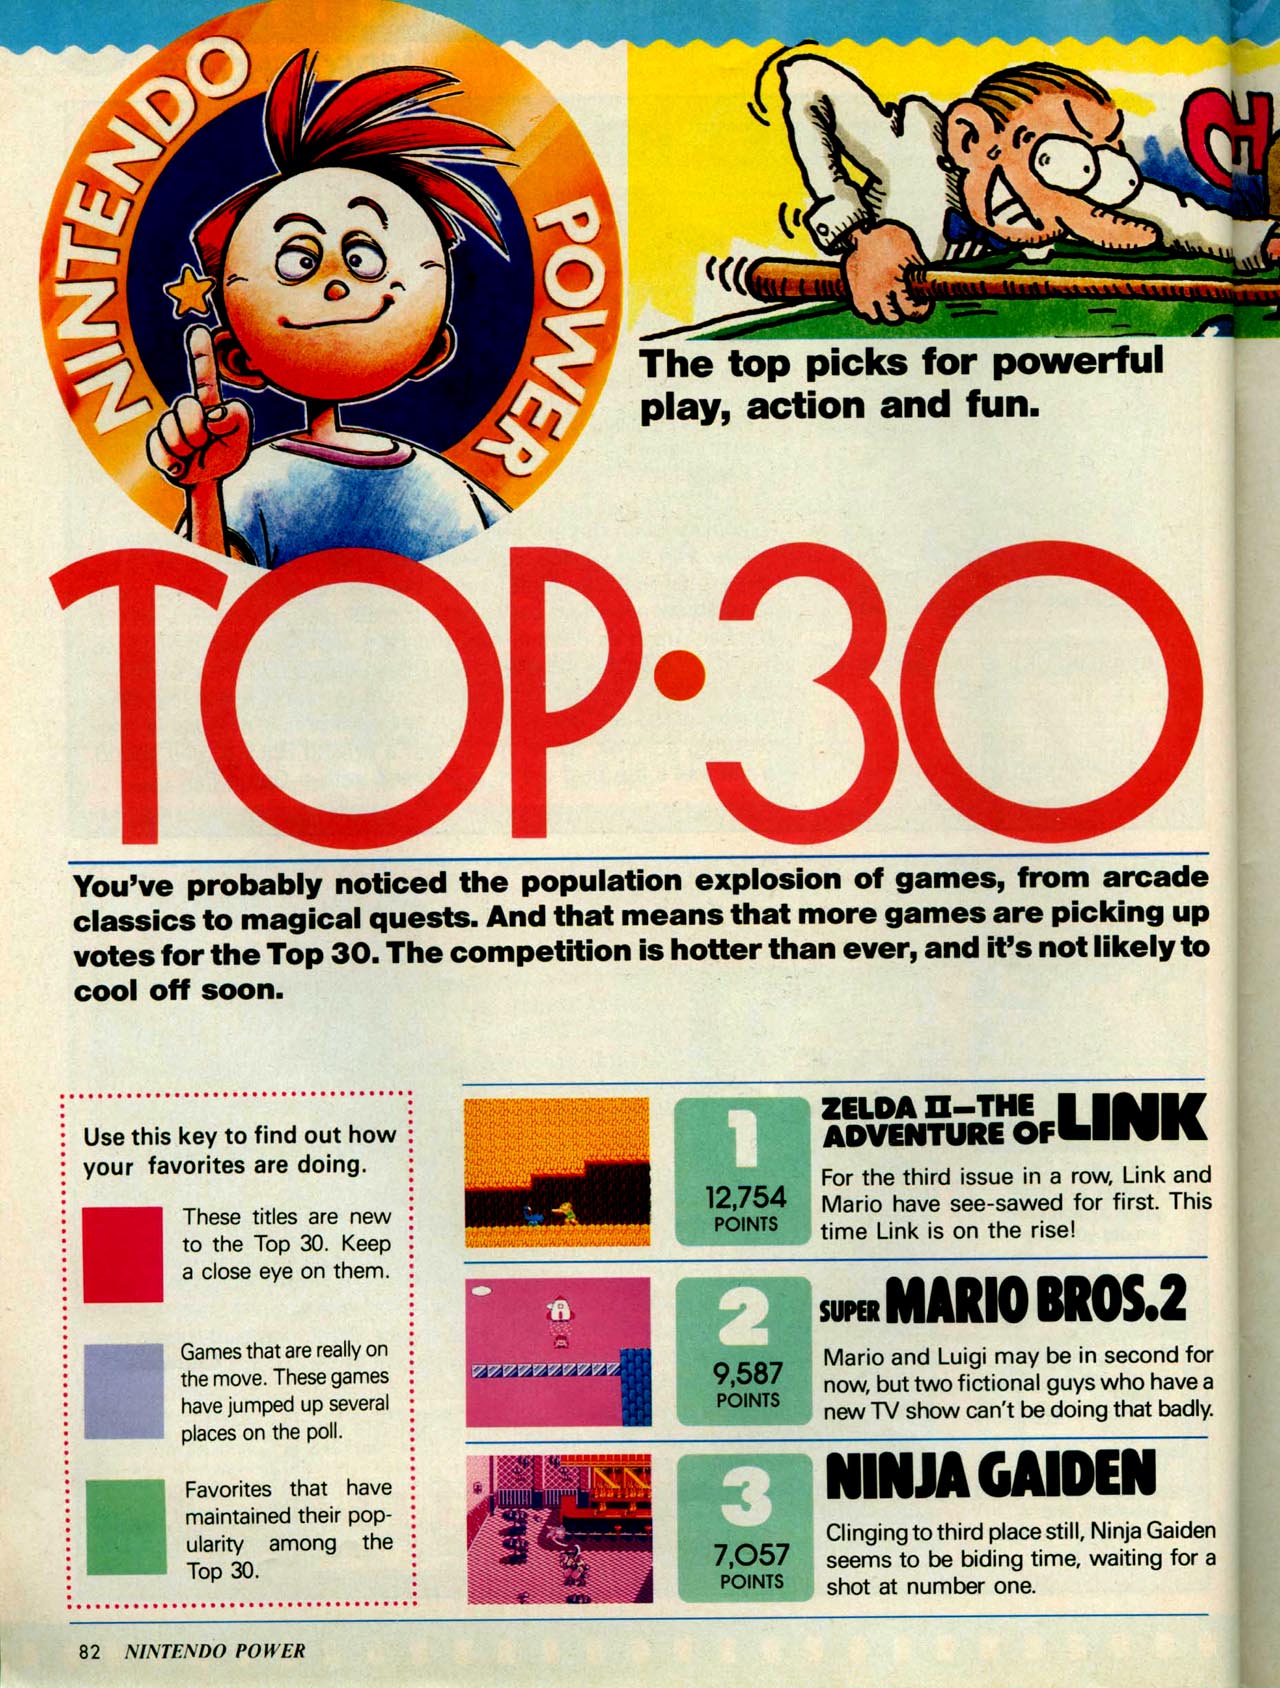 NINTENDO POWER
The top picks for powerful
play, action and fun.
TOP•30
You've probably noticed the population explosion of games, from arcade
classics to magical quests. And that means that more games are picking up
votes for the Top 30. The competition is hotter than ever, and it's not likely to
cool off soon.
Use this key to find out how
your favorites are doing.
These titles are new
to the Top 30. Keep
a close eye on them.
Games that are really on
the move. These games
have jumped up several
places on the poll.
Favorites that have
maintained their pop-
ularity among the
Top 30.
1
12,754
POINTS
ZELDA II–THE
ADVENTURE OF LINK
For the third issue in a row, Link and
Mario have see-sawed for first. This
time Link is on the rise!
2
9,587
POINTS
SUPER MARIO BROS.2
Mario and Luigi may be in second for
now, but two fictional guys who have a
new TV show can't be doing that badly.
3
7,057
POINTS
NINJA GAIDEN
Clinging to third place still, Ninja Gaiden
seems to be biding time, waiting for a
shot at number one.
82 NINTENDO POWER